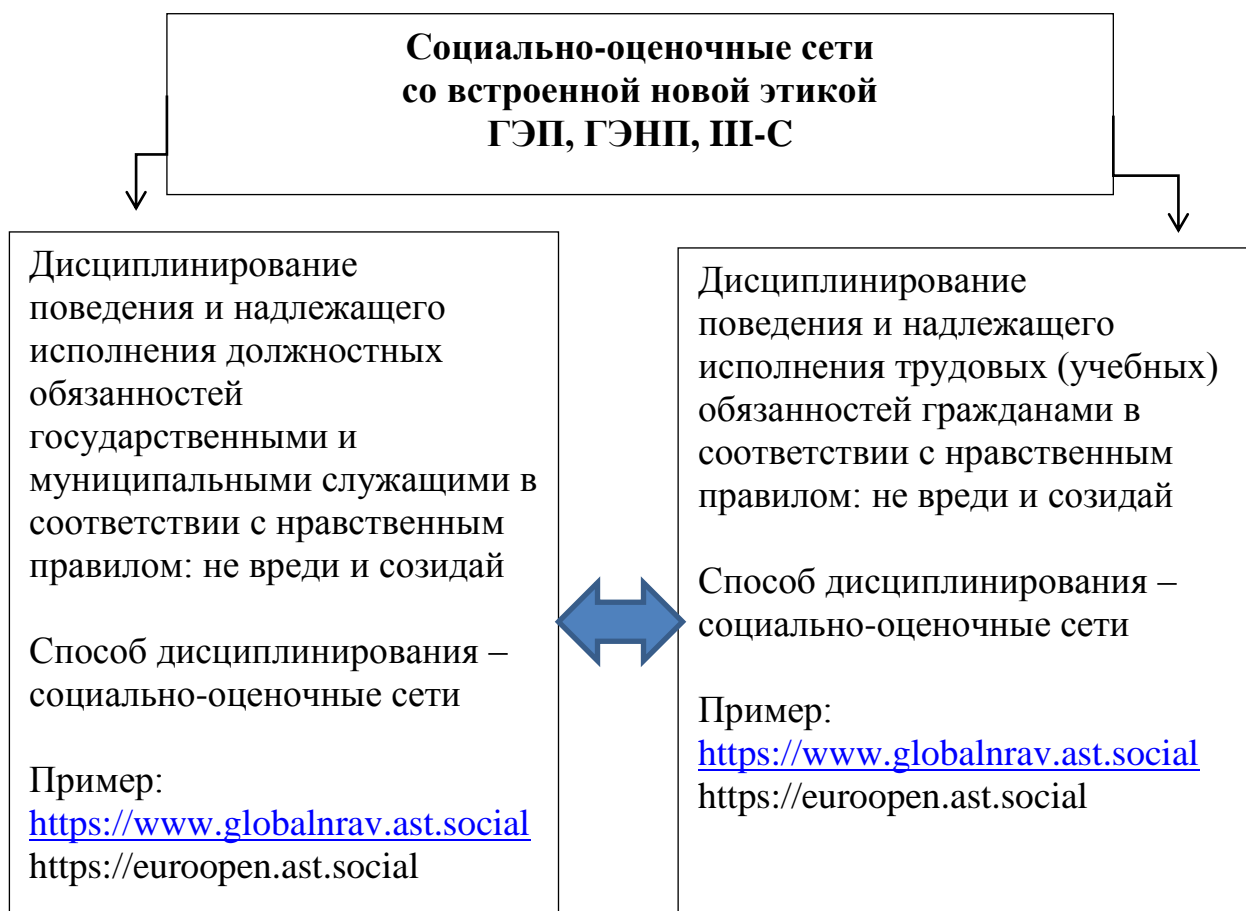 Социально-оценочные сети
со встроенной новой этикой
ГЭП, ГЭНП, III-С
Дисциплинирование
поведения и надлежащего
исполнения должностных
обязанностей
государственными и
муниципальными служащими в
соответствии с нравственным
правилом: не вреди и созидай
Способ дисциплинирования –
социально-оценочные сети
Пример:
https://www.globalnrav.ast.social
https://euroopen.ast.social
Дисциплинирование
поведения и надлежащего
исполнения трудовых (учебных)
обязанностей гражданами в
соответствии с нравственным
правилом: не вреди и созидай
Способ дисциплинирования –
социально-оценочные сети
Пример:
https://www.globalnrav.ast.social
https://euroopen.ast.social